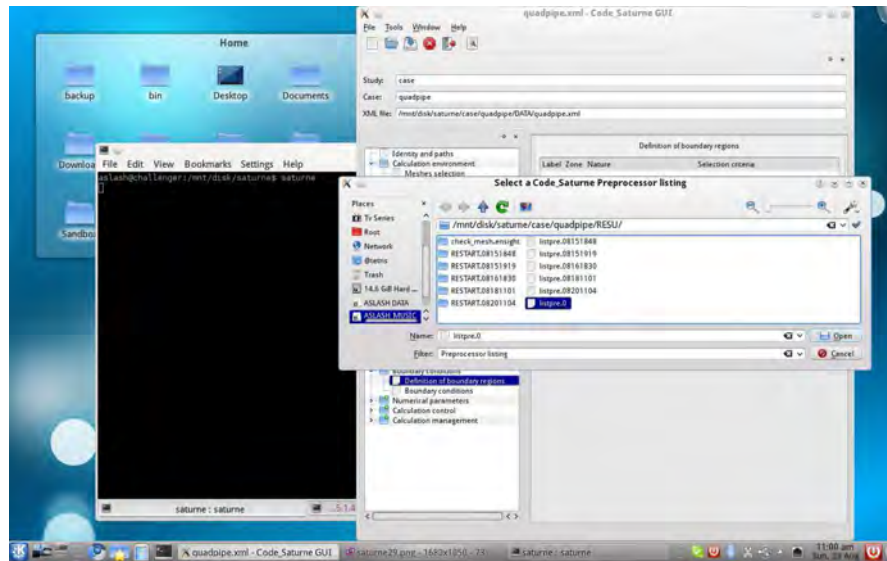 Home
backup
bin
Desktop
Documents
Downloa
Sandbo
quadpipe.xml - Code_Saturne GUI
File Tools Window Help
Study: case
Case: quadpipe
XML file: /mnt/disk/saturne/case/quadpipe/DATA/quadpipe.xml
Identity and paths
Calculation environment
Meshes selection
Definition of boundary regions
Label Zone Nature Selection criteria
File Edit View Bookmarks Settings Help
aslash@challenger:/mnt/disk/saturne$ saturne
Select a Code_Saturne Preprocessor listing
Places
Tv Series
Root
Network
Trash
14.6 GiB Hard ...
ASLASH DATA
ASLASH MUSIC
/mnt/disk/saturne/case/quadpipe/RESU/
check_mesh.ensight
RESTART.08151848
RESTART.08151919
RESTART.08161830
RESTART.08181101
RESTART.08201104
listpre.08151848
listpre.08151919
listpre.08161830
listpre.08181101
listpre.08201104
listpre.0
Name: listpre.0
Open
Filter: Preprocessor listing
Cancel
Boundary conditions
Definition of boundary regions
Boundary conditions
Numerical parameters
Calculation control
Calculation management
saturne : saturne
quadpipe.xml - Code_Saturne GUI
saturne : saturne
11:00 am